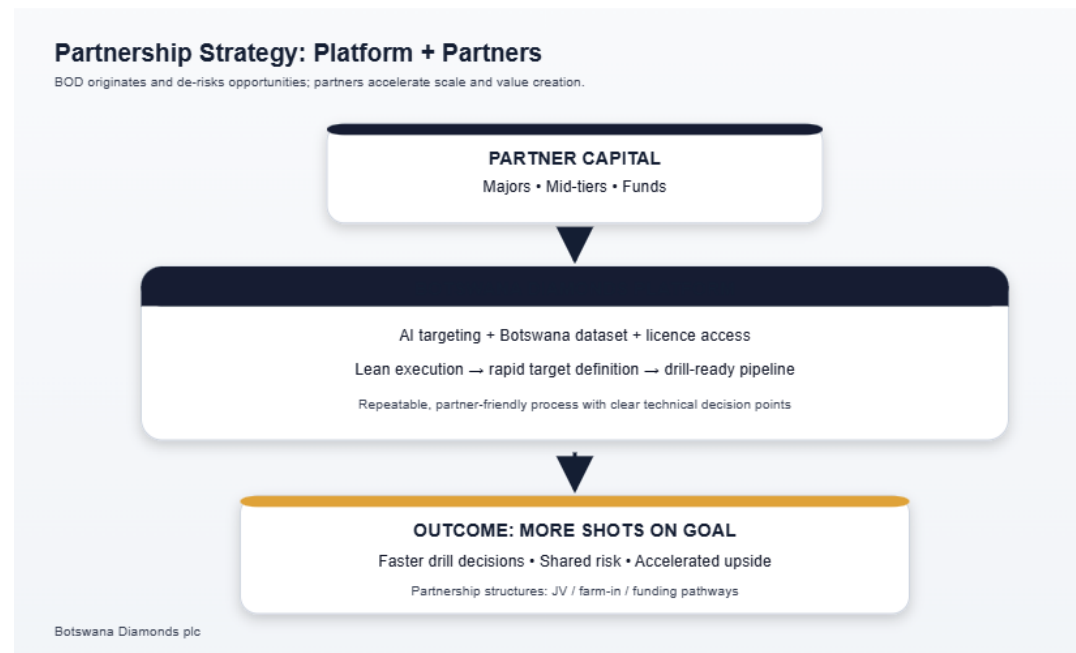 Partnership Strategy: Platform + Partners
BOD originates and de-risks opportunities; partners accelerate scale and value creation.
PARTNER CAPITAL
Majors • Mid-tiers • Funds
AI targeting + Botswana dataset + licence access
Lean execution → rapid target definition → drill-ready pipeline
Repeatable, partner-friendly process with clear technical decision points
OUTCOME: MORE SHOTS ON GOAL
Faster drill decisions • Shared risk • Accelerated upside
Partnership structures: JV / farm-in / funding pathways
Botswana Diamonds plc